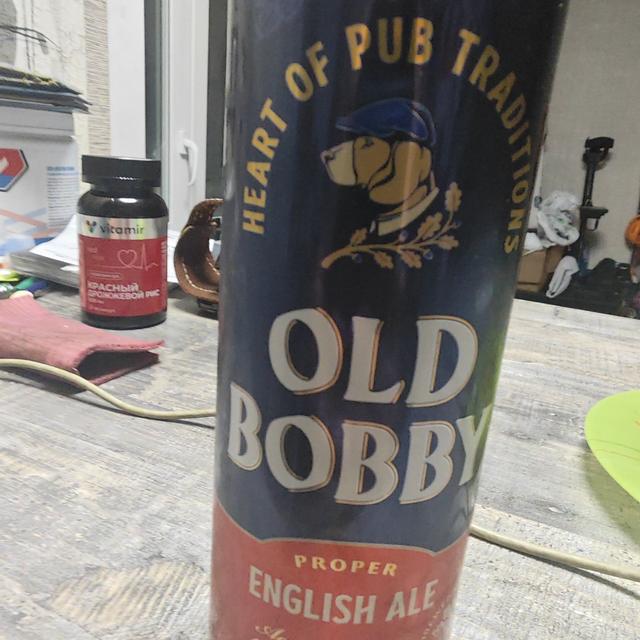 HEART OF PUB TRADITIONS
OLD
BOBBY
PROPER
ENGLISH ALE
vitamir
КРАСНЫЙ
ДРОЖЖЕВОЙ РИС